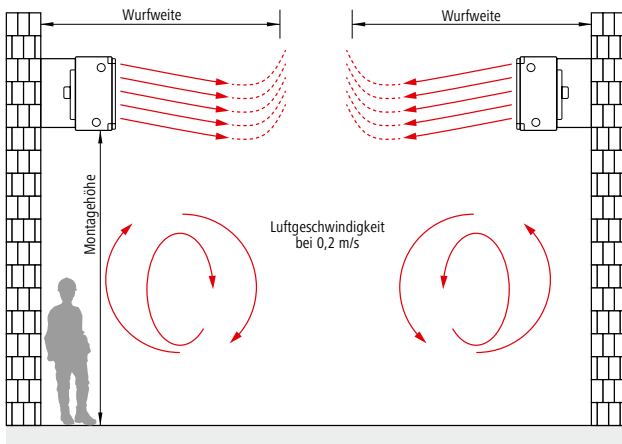 Wurfweite
Wurfweite
Montagehöhe
Luftgeschwindigkeit
bei 0,2 m/s